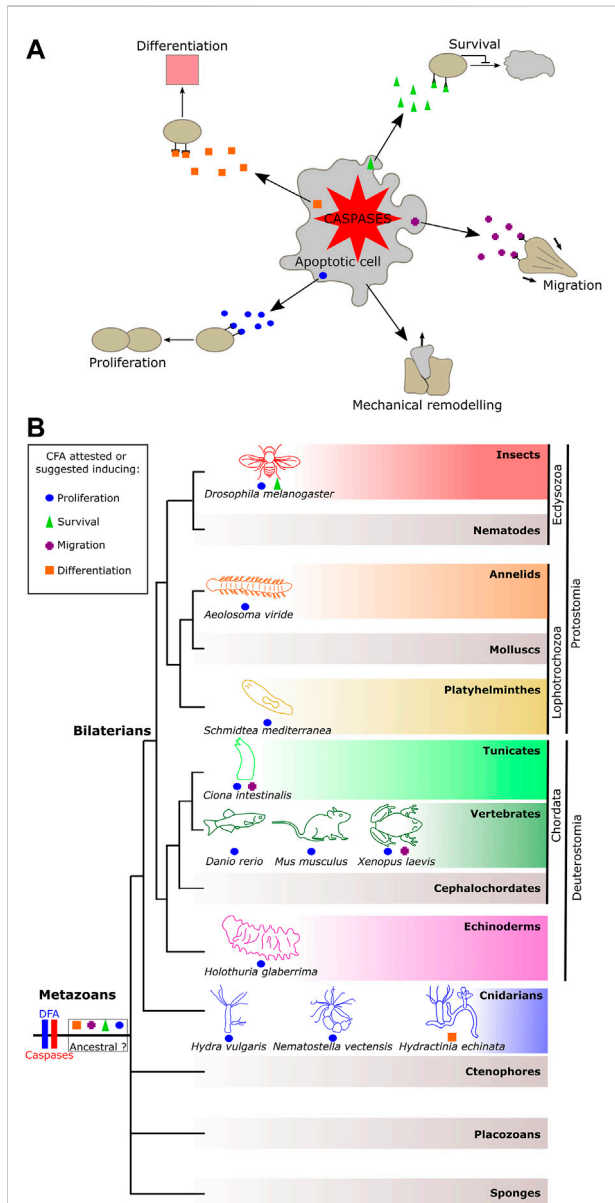 A
Differentiation
Survival
CASPASES
Apoptotic cell
Migration
Proliferation
Mechanical remodelling
B
CFA attested or
suggested inducing:
Proliferation
Survival
Migration
Differentiation
Insects
Drosophila melanogaster
Nematodes
Ecdysozoa
Annelids
Aeolosoma viride
Molluscs
Platyhelminthes
Schmidtea mediterranea
Lophotrochozoa
Protostomia
Bilaterians
Tunicates
Ciona intestinalis
Vertebrates
Danio rerio
Mus musculus
Xenopus laevis
Cephalochordates
Chordata
Echinoderms
Holothuria glaberrima
Deuterostomia
Metazoans
DFA
Caspases
Ancestral ?
Cnidarians
Hydra vulgaris
Nematostella vectensis
Hydractinia echinata
Ctenophores
Placozoans
Sponges